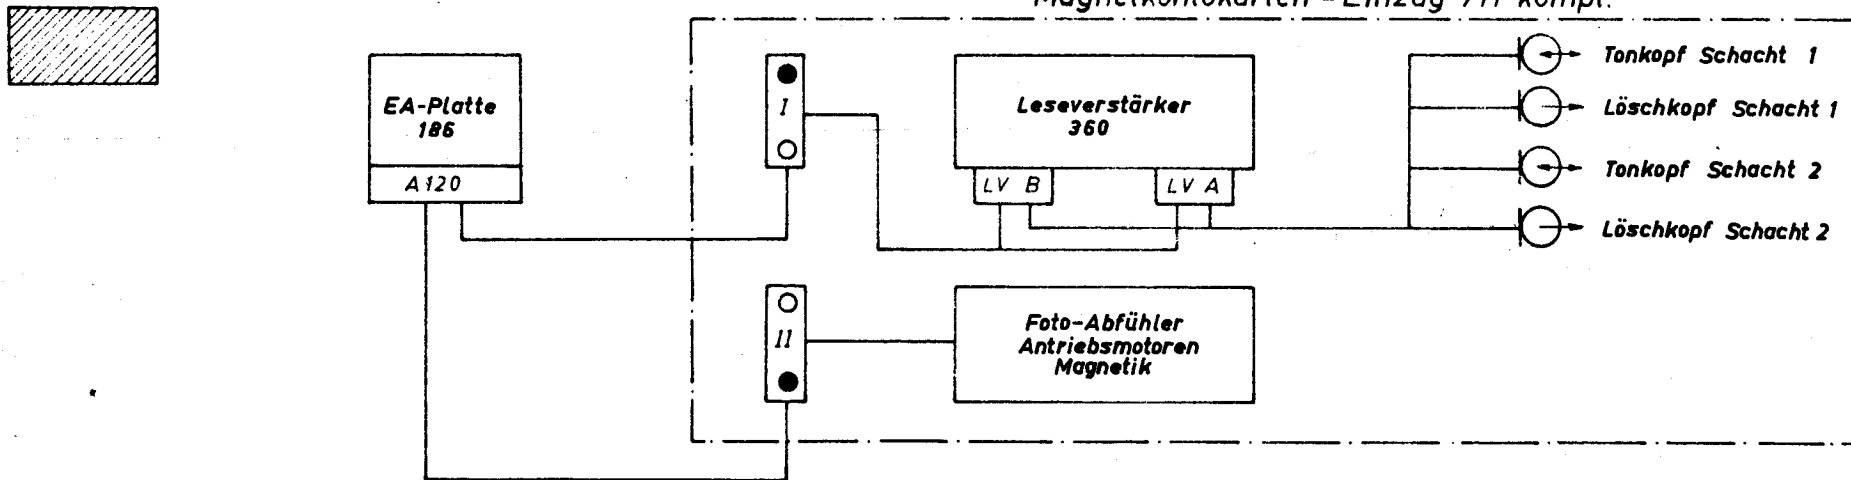 Magnetkontokarten - Einzug
kompl.
EA-Platte
186
A 120
I
Leseverstärker
360
LV B
LV A
Tonkopf Schacht 1
Löschkopf Schacht 1
Tonkopf Schacht 2
Löschkopf Schacht 2
II
Foto-Abfühler
Antriebsmotoren
Magnetik